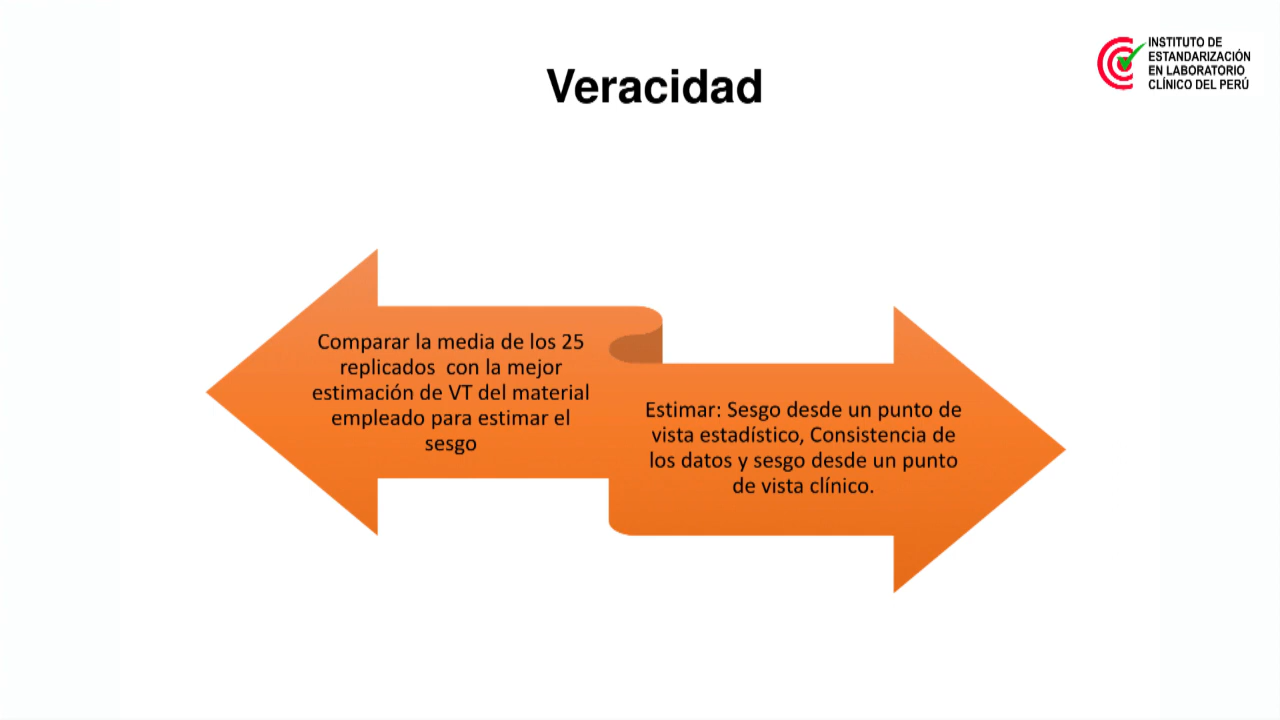 INSTITUTO DE
ESTANDARIZACIÓN
EN LABORATORIO
CLÍNICO DEL PERÚ
Veracidad
Comparar la media de los 25
replicados con la mejor
estimación de VT del material
empleado para estimar el
sesgo
Estimar: Sesgo desde un punto de
vista estadístico, Consistencia de
los datos y sesgo desde un punto
de vista clínico.